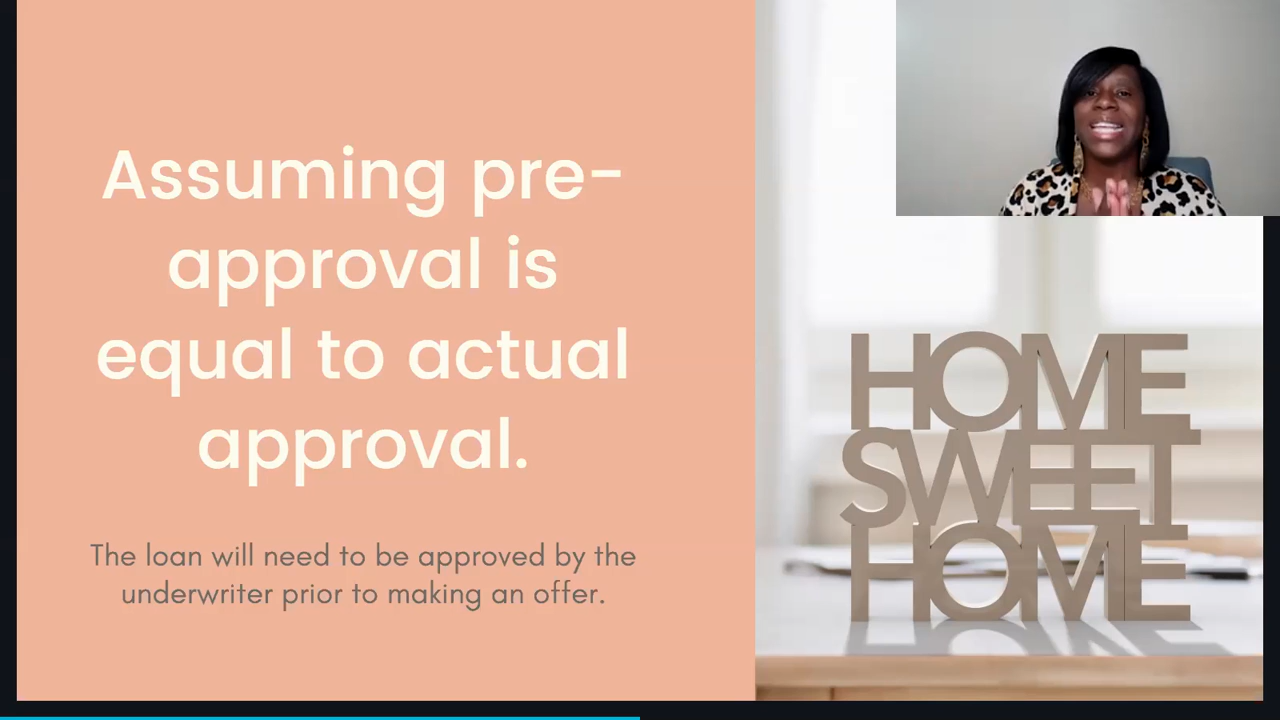 Assuming pre-
approval is
equal to actual
approval.
The loan will need to be approved by the
underwriter prior to making an offer.
HOME
SWEET
HOME